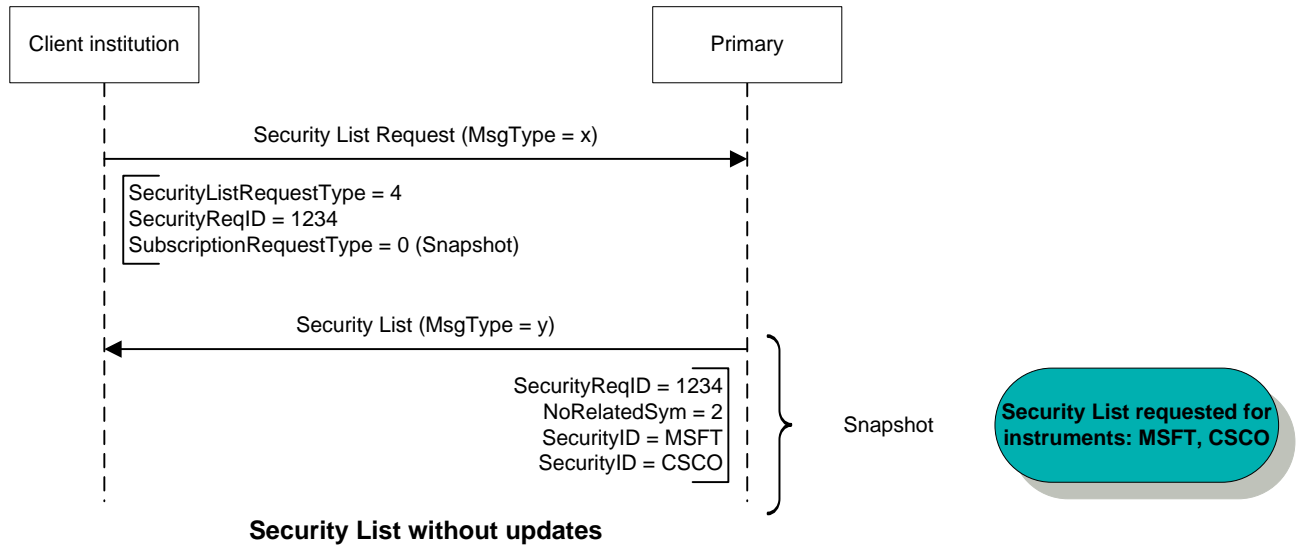 Client institution
Primary
Security List Request (MsgType = x)
SecurityListRequestType = 4
SecurityReqID = 1234
SubscriptionRequestType = 0 (Snapshot)
Security List (MsgType = y)
SecurityReqID = 1234
NoRelatedSym = 2
SecurityID = MSFT
SecurityID = CSCO
Snapshot
Security List requested for
instruments: MSFT, CSCO
Security List without updates